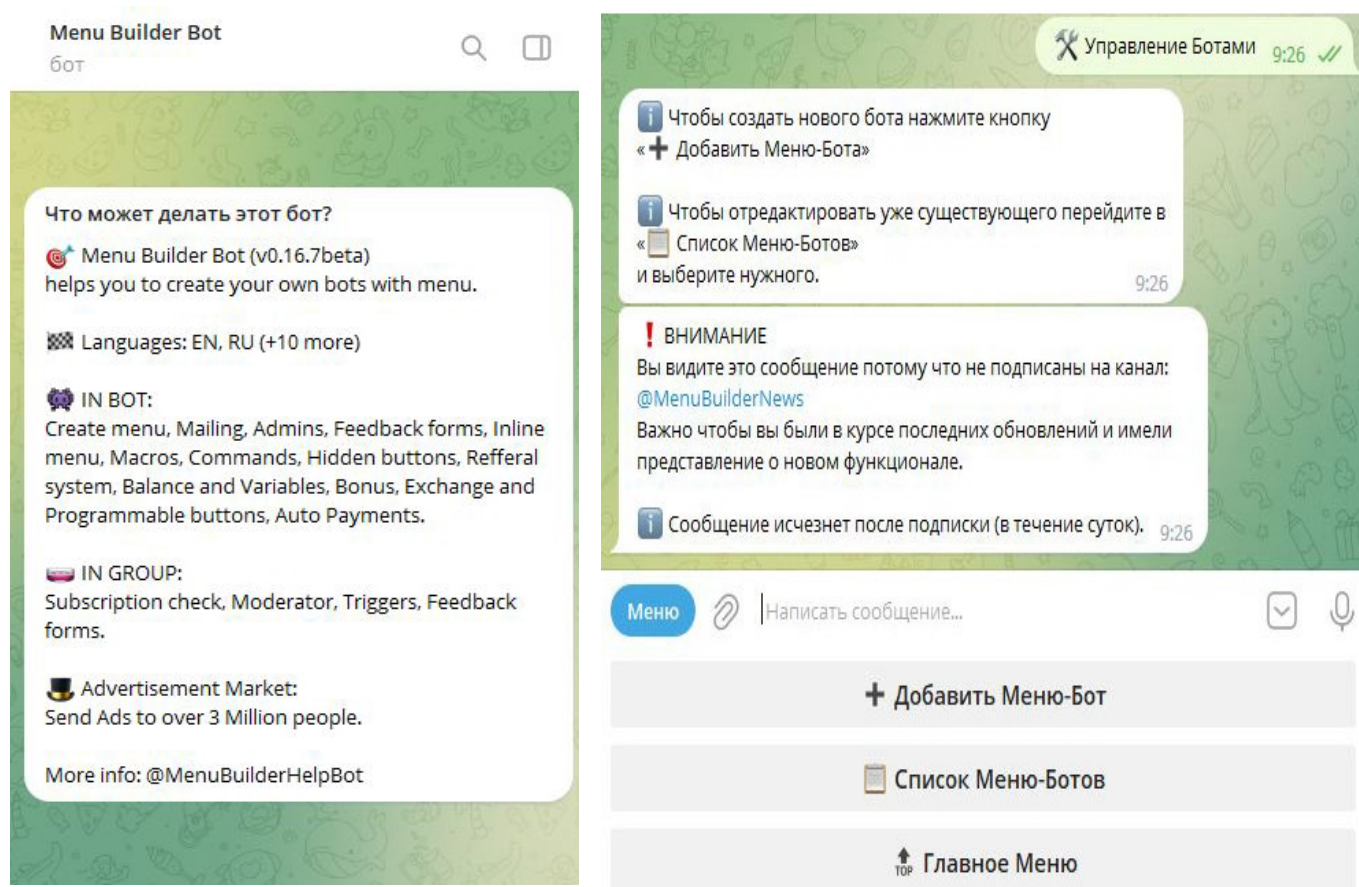 Menu Builder Bot
бот
Что может делать этот бот?
🎯 Menu Builder Bot (v0.16.7beta)
helps you to create your own bots with menu.
🏁 Languages: EN, RU (+10 more)
👾 IN BOT:
Create menu, Mailing, Admins, Feedback forms, Inline
menu, Macros, Commands, Hidden buttons, Refferal
system, Balance and Variables, Bonus, Exchange and
Programmable buttons, Auto Payments.
IN GROUP:
Subscription check, Moderator, Triggers, Feedback
forms.
🎩 Advertisement Market:
Send Ads to over 3 Million people.
More info: @MenuBuilderHelpBot
🛠 Управление Ботами 9:26
ℹ️ Чтобы создать нового бота нажмите кнопку
«➕ Добавить Меню-Бота»
ℹ️ Чтобы отредактировать уже существующего перейдите в
«📋 Список Меню-Ботов»
и выберите нужного. 9:26
❗ ВНИМАНИЕ
Вы видите это сообщение потому что не подписаны на канал:
@MenuBuilderNews
Важно чтобы вы были в курсе последних обновлений и имели
представление о новом функционале.
ℹ️ Сообщение исчезнет после подписки (в течение суток). 9:26
Меню Написать сообщение...
➕ Добавить Меню-Бот
📋 Список Меню-Ботов
🔝 Главное Меню